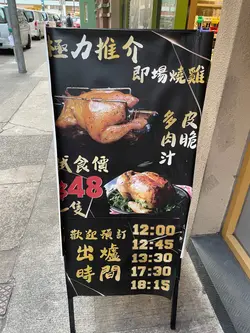 極力推介
即場燒雞
皮脆
多肉汁
試食價
$48
一隻
歡迎預訂
出爐
時間
12:00
12:45
13:30
17:30
18:15